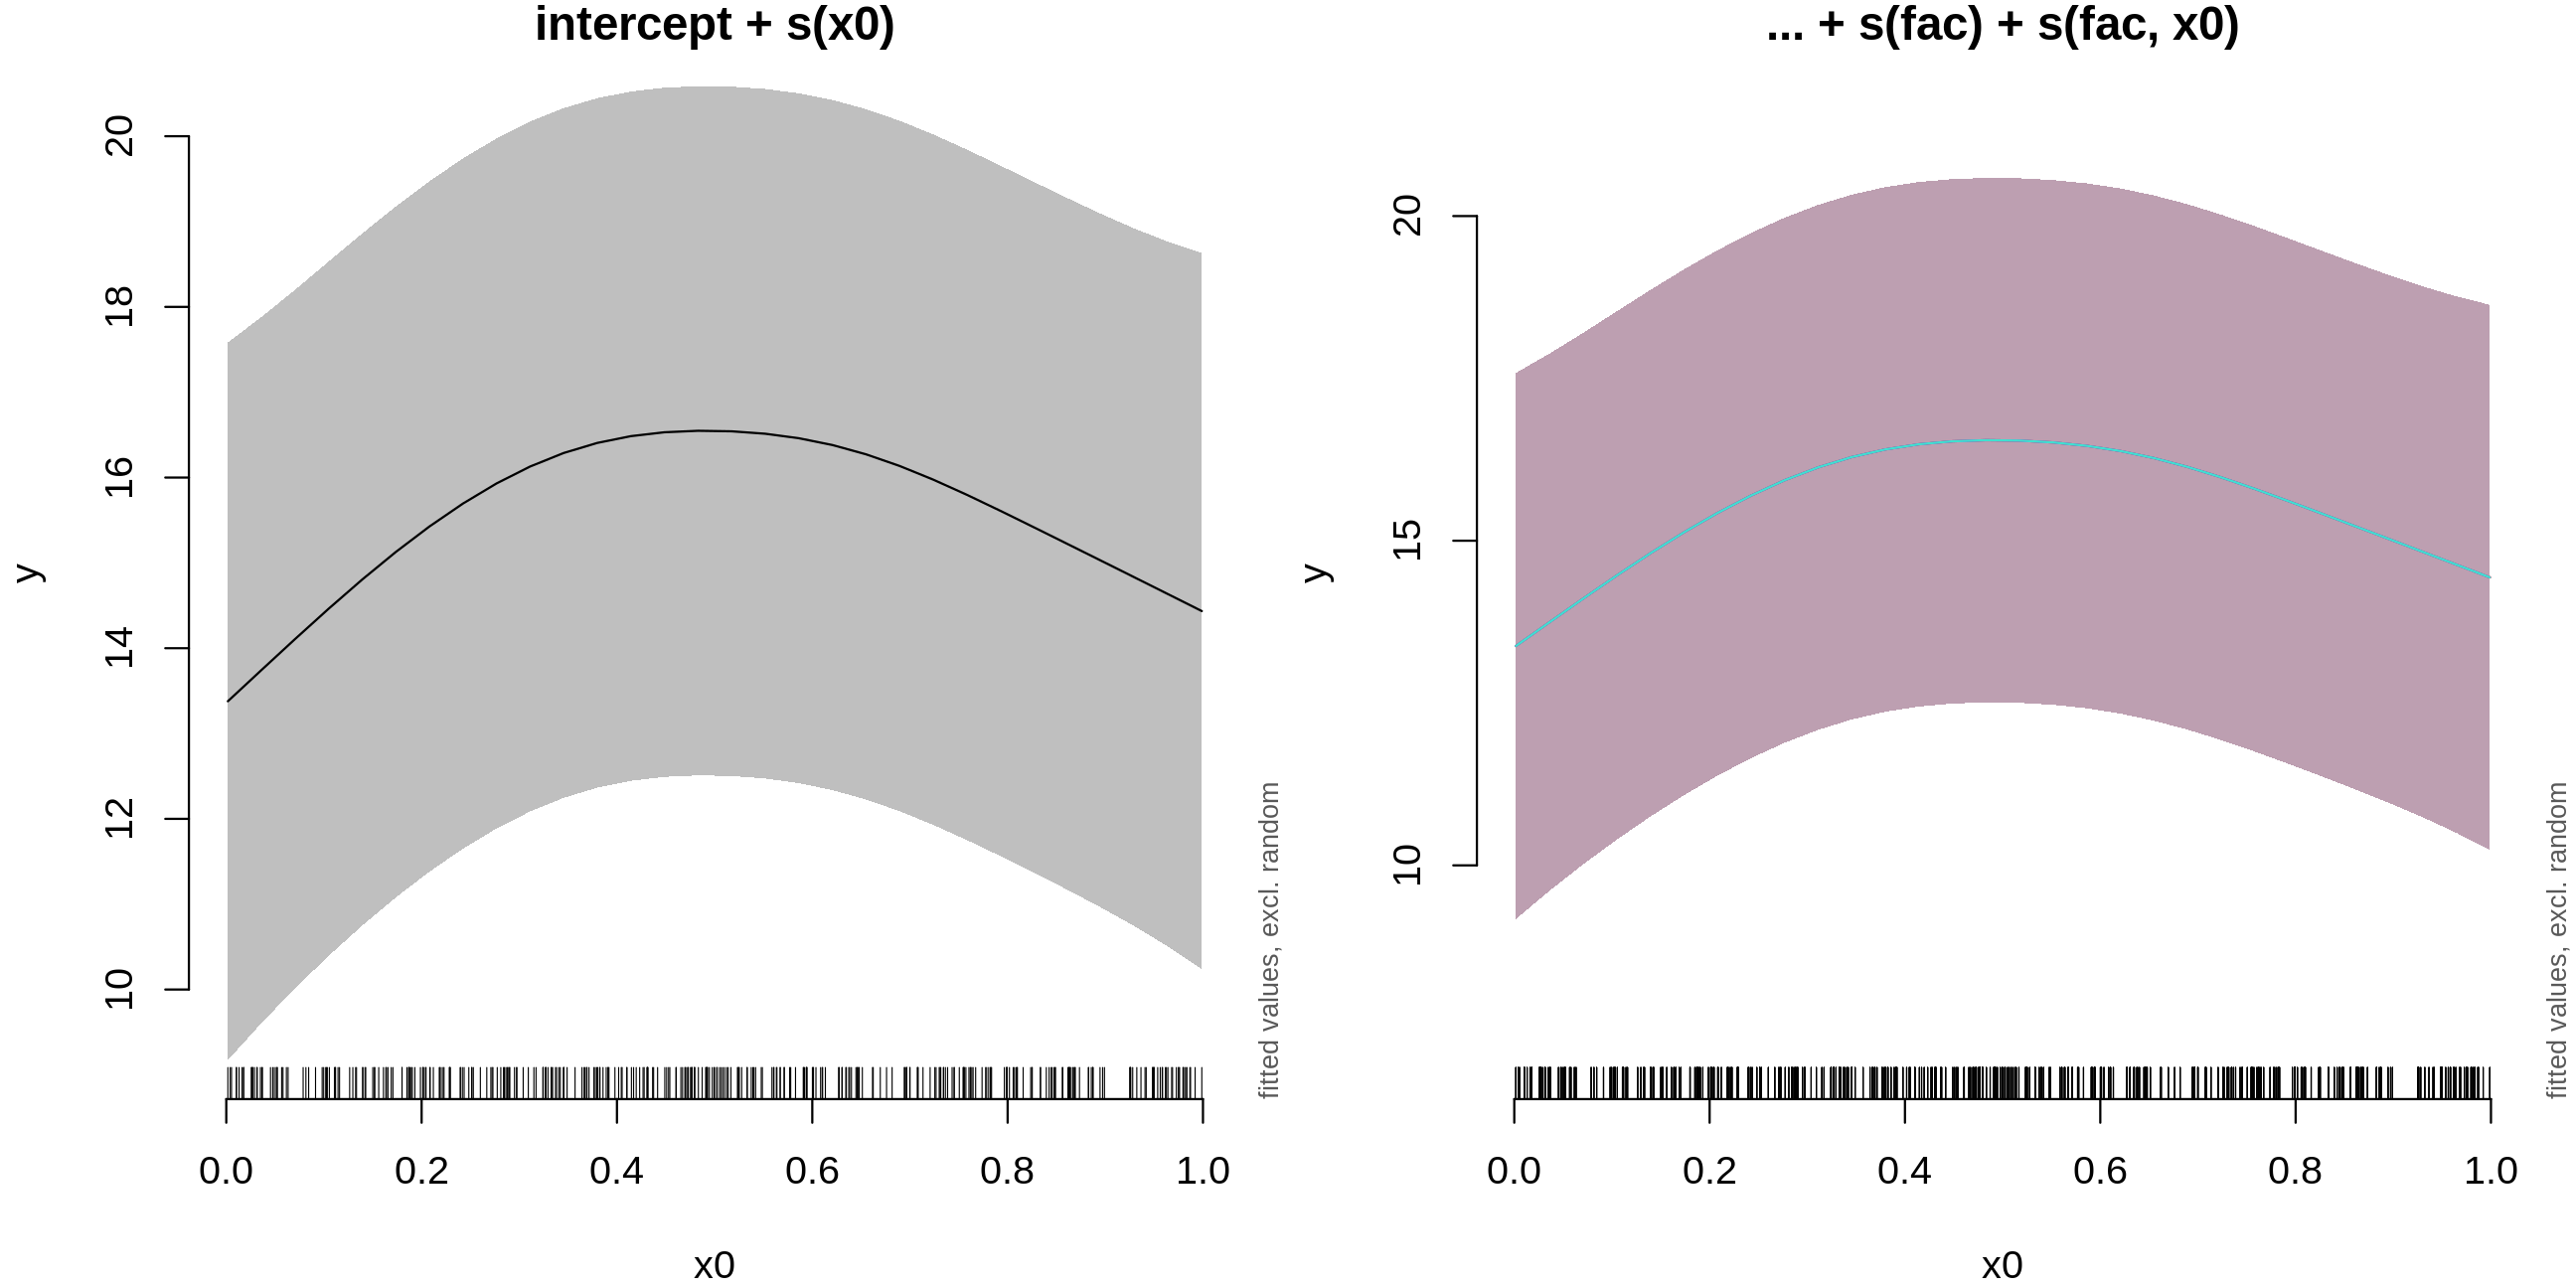 intercept + s(x0)
y
20
18
16
14
12
10
0.0 0.2 0.4 0.6 0.8 1.0
x0
fitted values, excl. random
... + s(fac) + s(fac, x0)
y
20
15
10
0.0 0.2 0.4 0.6 0.8 1.0
x0
fitted values, excl. random